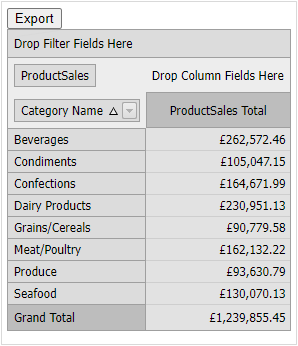 Export
Drop Filter Fields Here
ProductSales Drop Column Fields Here
Category Name ProductSales Total
Beverages £262,572.46
Condiments £105,047.15
Confections £164,671.99
Dairy Products £230,951.13
Grains/Cereals £90,779.58
Meat/Poultry £162,132.22
Produce £93,630.79
Seafood £130,070.13
Grand Total £1,239,855.45